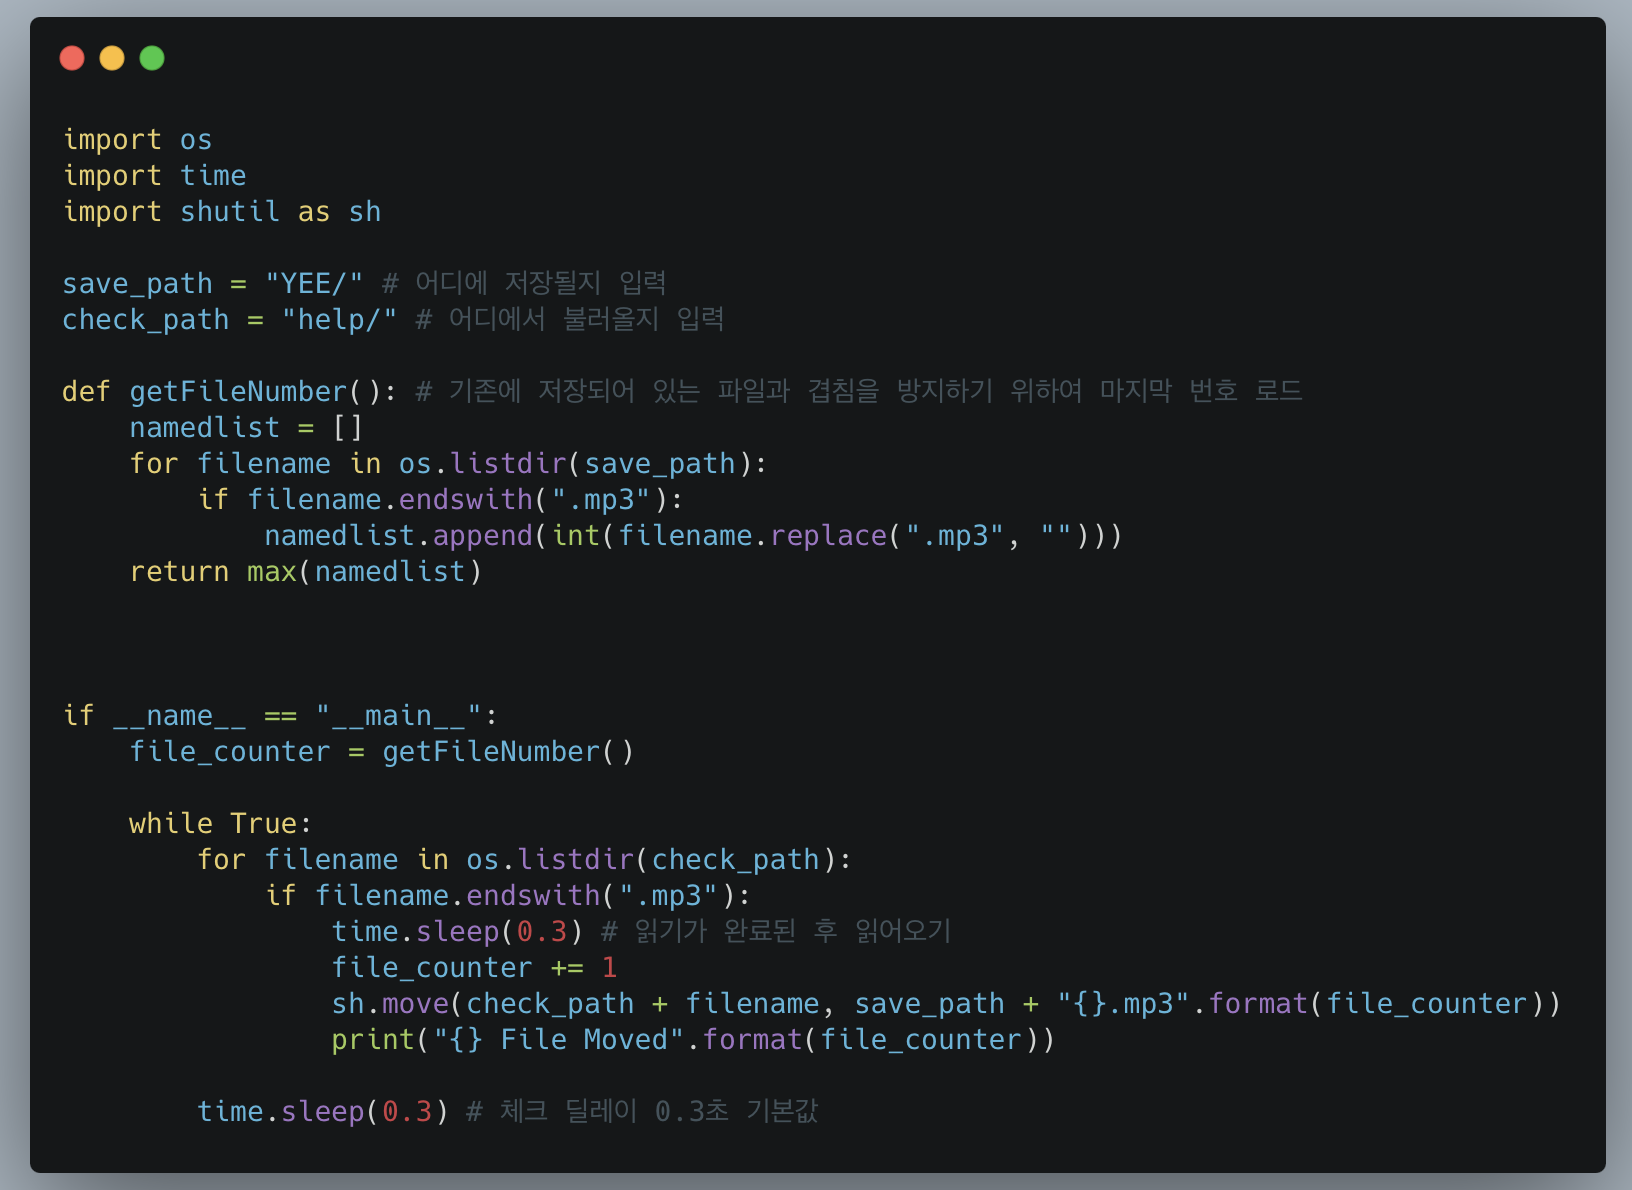 import os
import time
import shutil as sh
save_path = "YEE/" # 어디에 저장될지 입력
check_path = "help/" # 어디에서 불러올지 입력
def getFileNumber(): # 기존에 저장되어 있는 파일과 겹침을 방지하기 위하여 마지막 번호 로드
    namedlist = []
    for filename in os.listdir(save_path):
        if filename.endswith(".mp3"):
            namedlist.append(int(filename.replace(".mp3", "")))
    return max(namedlist)
if __name__ == "__main__":
    file_counter = getFileNumber()
    while True:
        for filename in os.listdir(check_path):
            if filename.endswith(".mp3"):
                time.sleep(0.3) # 읽기가 완료된 후 읽어오기
                file_counter += 1
                sh.move(check_path + filename, save_path + "{}.mp3".format(file_counter))
                print("{} File Moved".format(file_counter))
        time.sleep(0.3) # 체크 딜레이 0.3초 기본값